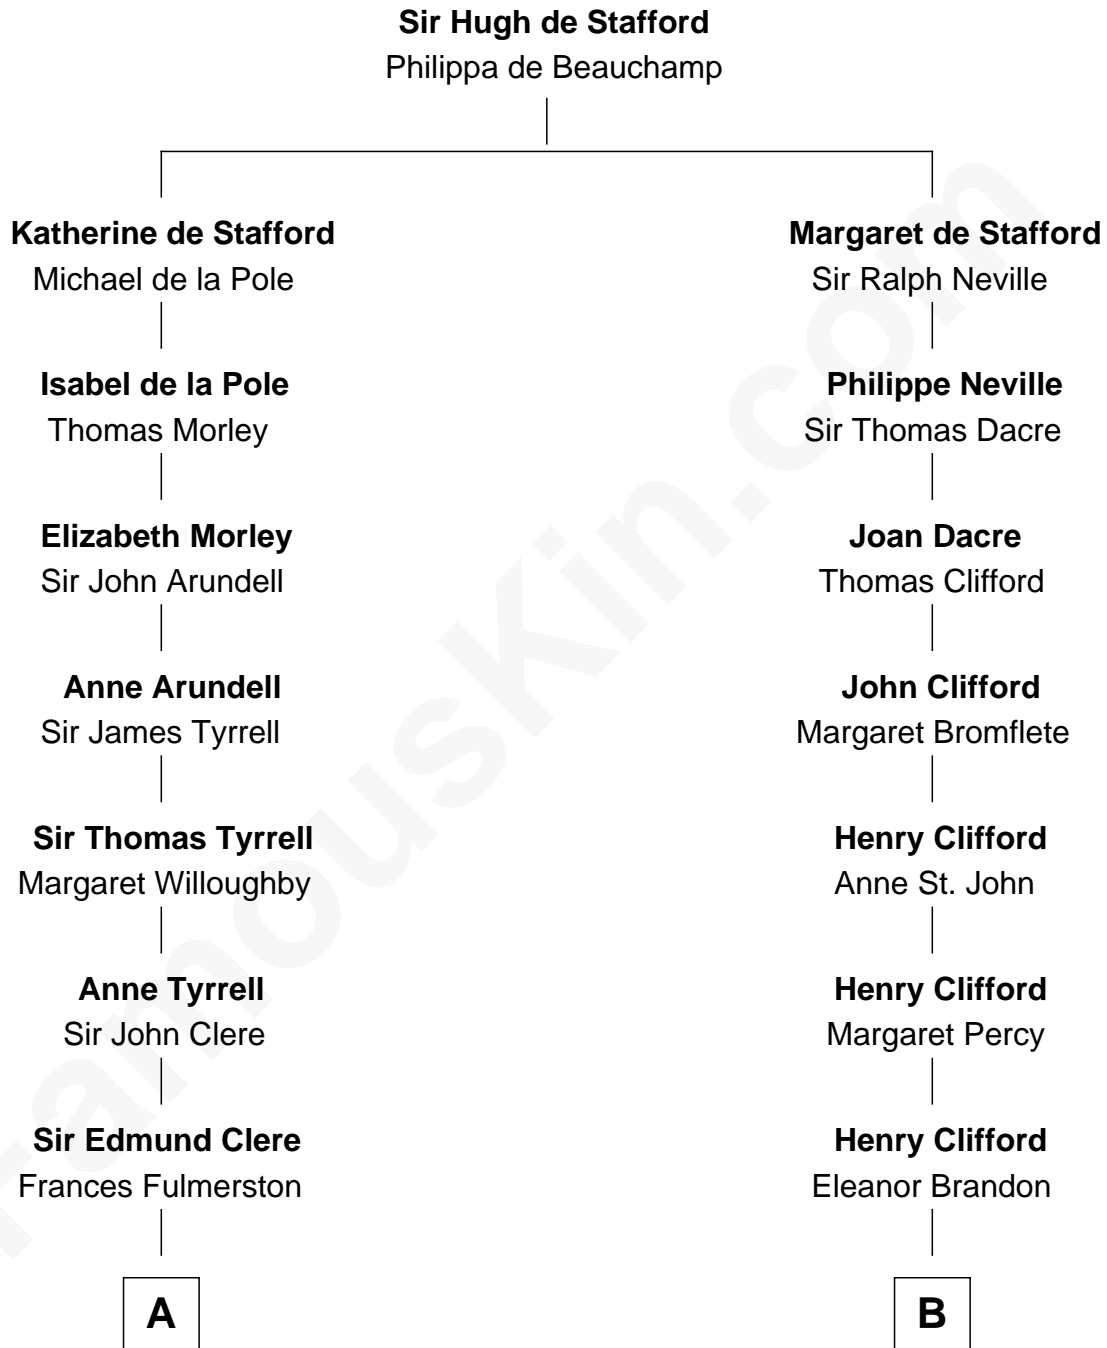 Sir Hugh de Stafford
Philippa de Beauchamp
Katherine de Stafford
Michael de la Pole
Isabel de la Pole
Thomas Morley
Elizabeth Morley
Sir John Arundell
Anne Arundell
Sir James Tyrrell
Sir Thomas Tyrrell
Margaret Willoughby
Anne Tyrrell
Sir John Clere
Sir Edmund Clere
Frances Fulmerston
A
Margaret de Stafford
Sir Ralph Neville
Philippe Neville
Sir Thomas Dacre
Joan Dacre
Thomas Clifford
John Clifford
Margaret Bromflete
Henry Clifford
Anne St. John
Henry Clifford
Margaret Percy
Henry Clifford
Eleanor Brandon
B
FamousKin.com